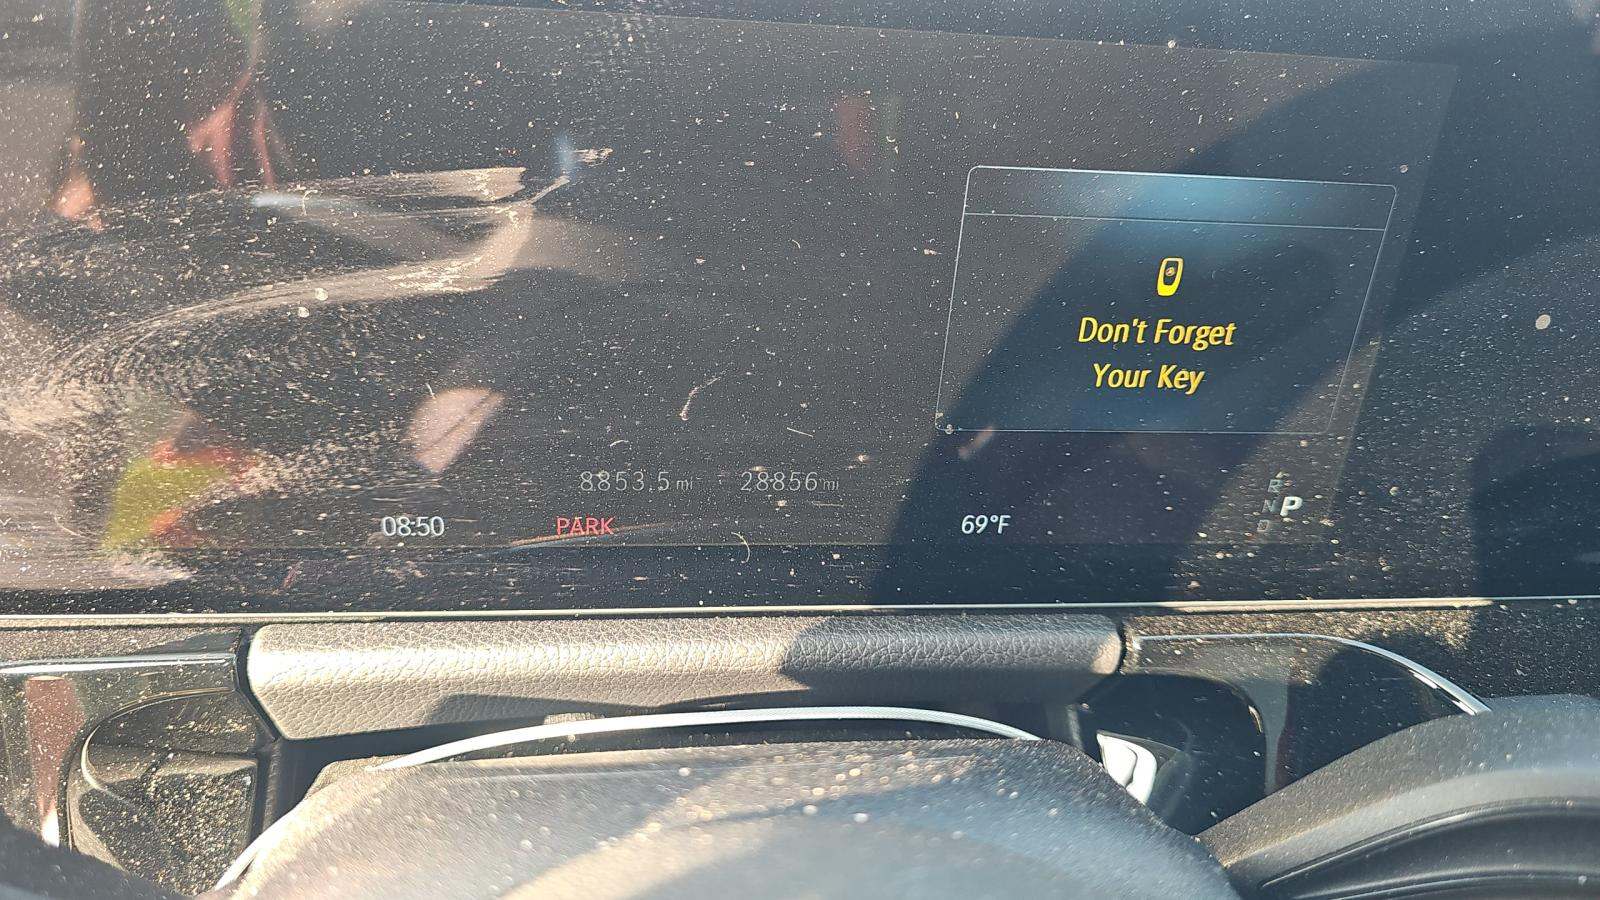 Don't Forget
Your Key
8853.5 mi 28856 mi
08:50 PARK 69°F
R
N P
D